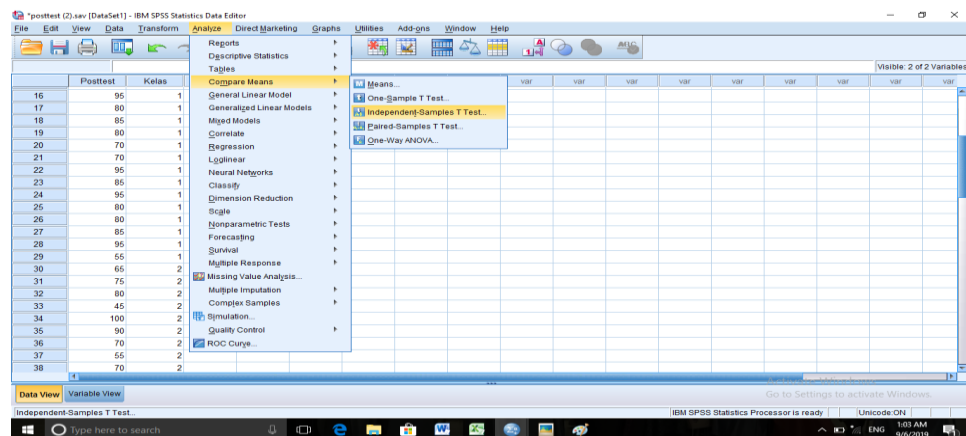 *posttest (2).sav [DataSet1] - IBM SPSS Statistics Data Editor
File Edit View Data Transform Analyze Direct Marketing Graphs Utilities Add-ons Window Help
Visible: 2 of 2 Variables
Posttest Kelas var var var var var var var var
16 95 1
17 80 1
18 85 1
19 80 1
20 70 1
21 70 1
22 95 1
23 85 1
24 95 1
25 80 1
26 80 1
27 85 1
28 95 1
29 55 1
30 65 2
31 75 2
32 80 2
33 45 2
34 100 2
35 90 2
36 70 2
37 55 2
38 70 2
Reports
Descriptive Statistics
Tables
Compare Means
General Linear Model
Generalized Linear Models
Mixed Models
Correlate
Regression
Loglinear
Neural Networks
Classify
Dimension Reduction
Scale
Nonparametric Tests
Forecasting
Survival
Multiple Response
Missing Value Analysis...
Multiple Imputation
Complex Samples
Simulation...
Quality Control
ROC Curve...
Means...
One-Sample T Test...
Independent-Samples T Test...
Paired-Samples T Test...
One-Way ANOVA...
Data View Variable View
Go to Settings to activate Windows.
Independent-Samples T Test... IBM SPSS Statistics Processor is ready Unicode:ON
Type here to search
ENG 1:03 AM
9/6/2019